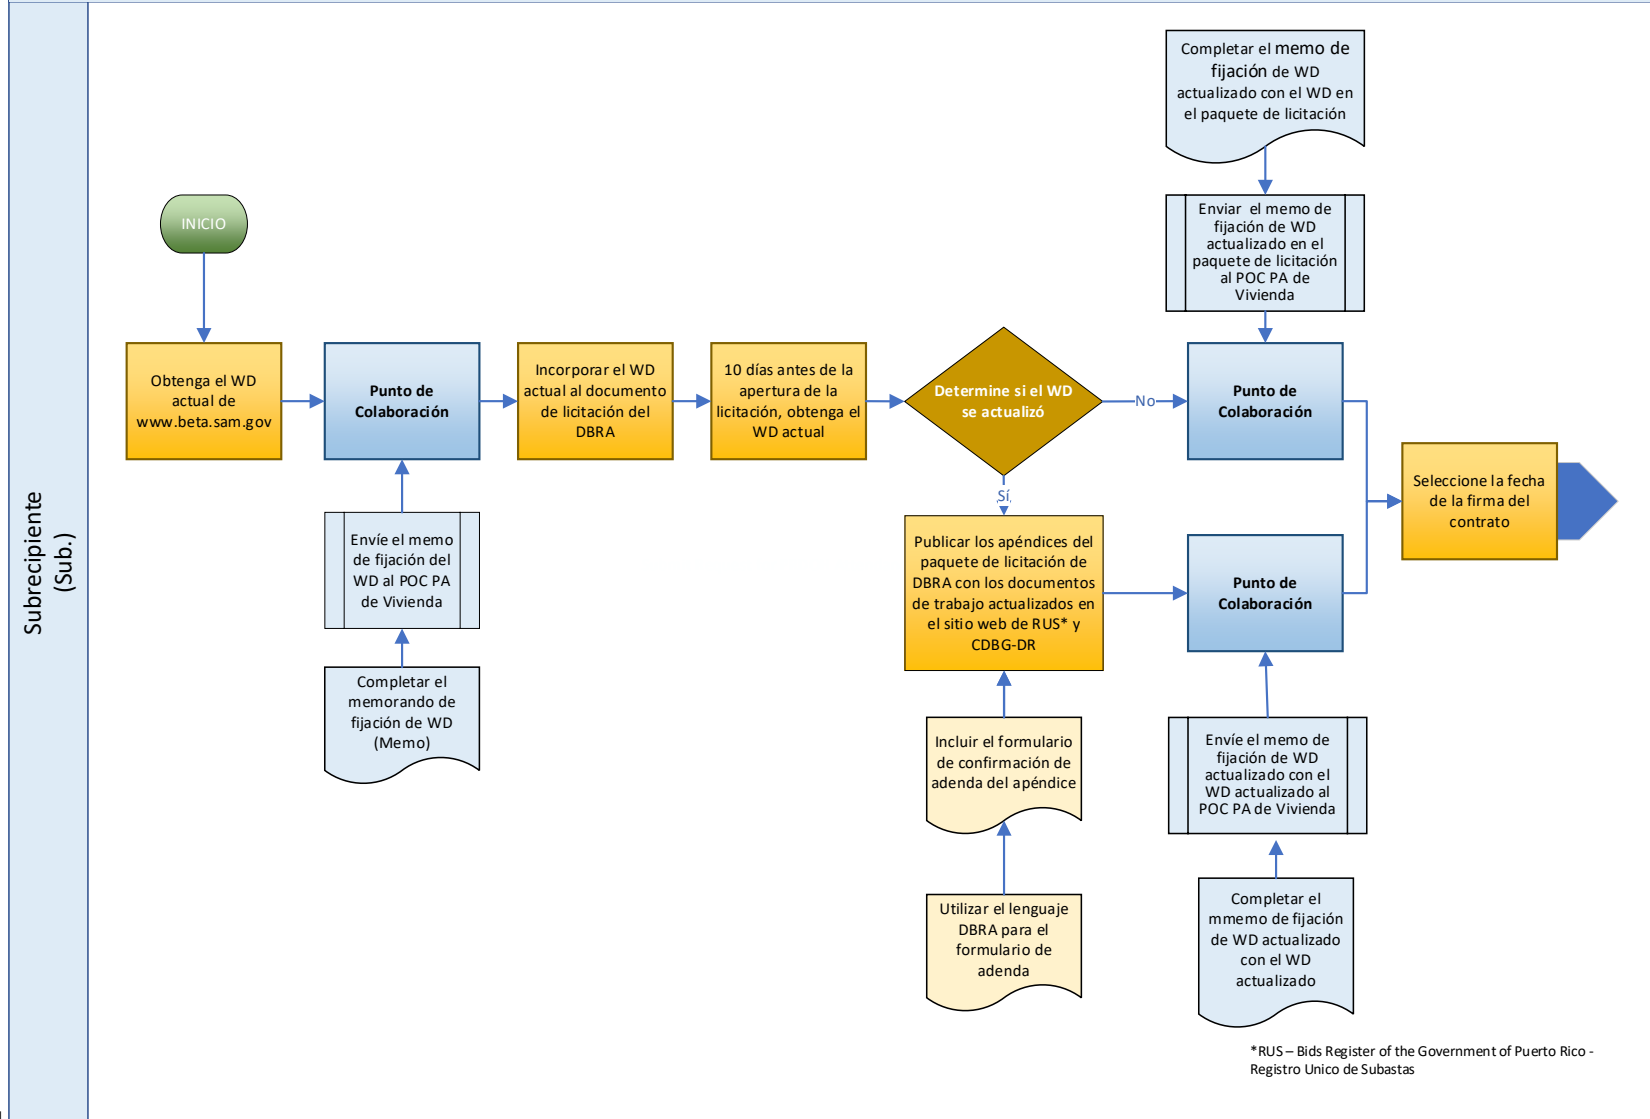 Subrecipiente
(Sub.)
INICIO
Obtenga el WD
actual de
www.beta.sam.gov
Punto de
Colaboración
Envíe el memo
de fijación del
WD al POC PA
de Vivienda
Completar el
memorando de
fijación de WD
(Memo)
Incorporar el WD
actual al documento
de licitación del
DBRA
10 días antes de la
apertura de la
licitación, obtenga el
WD actual
Determine si el WD
se actualizó
No
Sí
Completar el memo de
fijación de WD
actualizado con el WD en
el paquete de licitación
Enviar  el memo de
fijación de WD
actualizado en el
paquete de licitación
al POC PA de
Vivienda
Punto de
Colaboración
Publicar los apéndices del
paquete de licitación de
DBRA con los documentos
de trabajo actualizados en
el sitio web de RUS* y
CDBG-DR
Incluir el formulario
de confirmación de
adenda del apéndice
Utilizar el lenguaje
DBRA para el
formulario de
adenda
Punto de
Colaboración
Envíe el memo de
fijación de WD
actualizado con el
WD actualizado al
POC PA de Vivienda
Completar el
mmemo de fijación
de WD actualizado
con el WD
actualizado
Seleccione la fecha
de la firma del
contrato
*RUS – Bids Register of the Government of Puerto Rico -
Registro Unico de Subastas